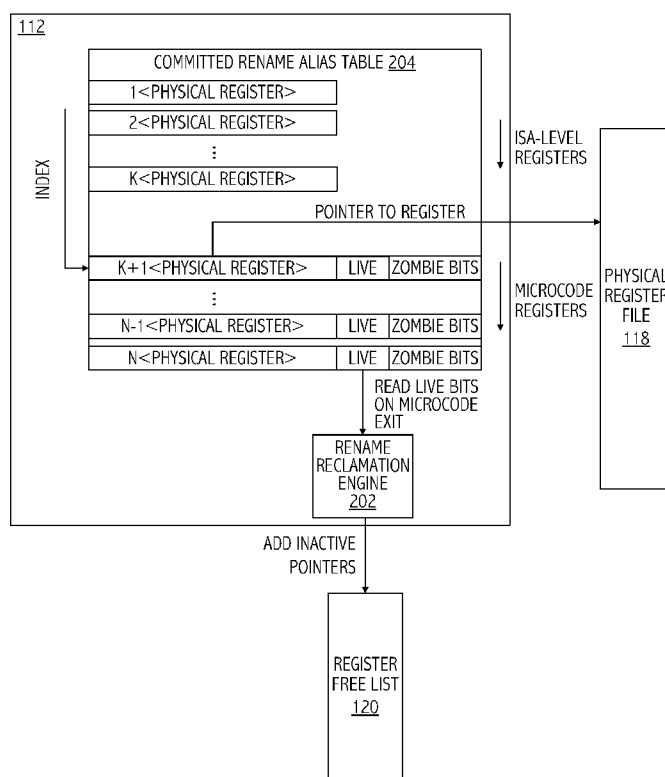 112
COMMITTED RENAME ALIAS TABLE 204
1<PHYSICAL REGISTER>
2<PHYSICAL REGISTER>
⋮
K<PHYSICAL REGISTER>
INDEX
ISA-LEVEL
REGISTERS
POINTER TO REGISTER
K+1<PHYSICAL REGISTER> LIVE ZOMBIE BITS
⋮
N-1<PHYSICAL REGISTER> LIVE ZOMBIE BITS
N<PHYSICAL REGISTER> LIVE ZOMBIE BITS
MICROCODE
REGISTERS
PHYSICAL
REGISTER
FILE
118
READ LIVE BITS
ON MICROCODE
EXIT
RENAME
RECLAMATION
ENGINE
202
ADD INACTIVE
POINTERS
REGISTER
FREE LIST
120